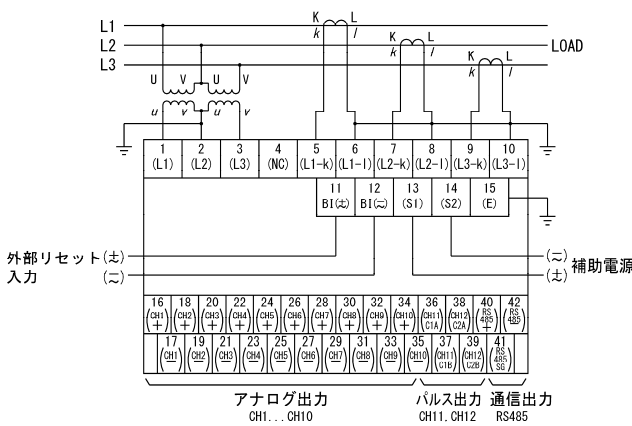 L1
L2
L3
K L
k l
K L
k l
K L
k l
LOAD
U V U V
u v u v
1 2 3 4 5 6 7 8 9 10
(L1) (L2) (L3) (NC) (L1-k) (L1-l) (L2-k) (L2-l) (L3-k) (L3-l)
11 12 13 14 15
BI(±) BI(≂) (S1) (S2) (E)
外部リセット(±)
入力 (≂)
(≂)
補助電源
(±)
16 18 20 22 24 26 28 30 32 34 36 38 40 42
(CH1 +) (CH2 +) (CH3 +) (CH4 +) (CH5 +) (CH6 +) (CH7 +) (CH8 +) (CH9 +) (CH10 +) (CH11 C1A) (CH12 C2A) (RS 485 +) (RS 485 −)
17 19 21 23 25 27 29 31 33 35 37 39 41
(CH1 −) (CH2 −) (CH3 −) (CH4 −) (CH5 −) (CH6 −) (CH7 −) (CH8 −) (CH9 −) (CH10 −) (CH11 C1B) (CH12 C2B) (RS 485 SG)
アナログ出力 パルス出力 通信出力
CH1...CH10 CH11, CH12 RS485